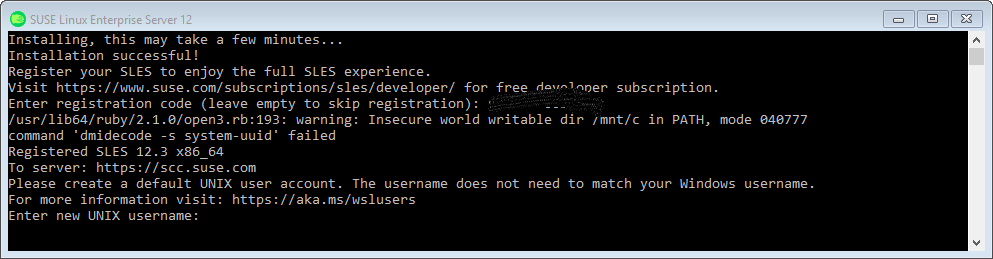 SUSE Linux Enterprise Server 12
Installing, this may take a few minutes...
Installation successful!
Register your SLES to enjoy the full SLES experience.
Visit https://www.suse.com/subscriptions/sles/developer/ for free developer subscription.
Enter registration code (leave empty to skip registration):
/usr/lib64/ruby/2.1.0/open3.rb:193: warning: Insecure world writable dir /mnt/c in PATH, mode 040777
command 'dmidecode -s system-uuid' failed
Registered SLES 12.3 x86_64
To server: https://scc.suse.com
Please create a default UNIX user account. The username does not need to match your Windows username.
For more information visit: https://aka.ms/wslusers
Enter new UNIX username: